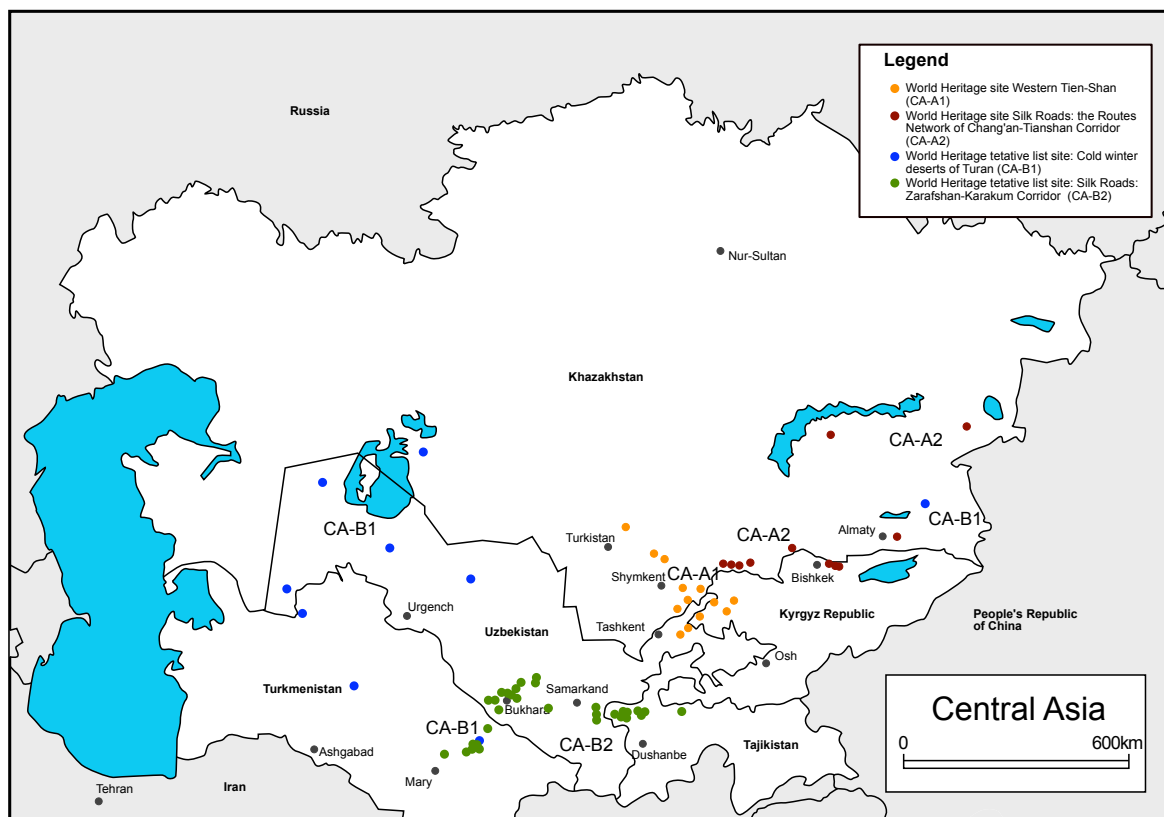 Legend
World Heritage site Western Tien-Shan
(CA-A1)
World Heritage site Silk Roads: the Routes
Network of Chang'an-Tianshan Corridor
(CA-A2)
World Heritage tetative list site: Cold winter
deserts of Turan (CA-B1)
World Heritage tetative list site: Silk Roads:
Zarafshan-Karakum Corridor (CA-B2)
Russia
Nur-Sultan
Khazakhstan
CA-A2
CA-B1
CA-B1
Turkistan
CA-A2
Almaty
Shymkent
CA-A1
Bishkek
Urgench
Uzbekistan
Tashkent
Kyrgyz Republic
People's Republic
of China
Osh
Turkmenistan
Samarkand
Bukhara
CA-B1
CA-B2
Central Asia
Ashgabad
Dushanbe
Tajikistan
0
600km
Mary
Tehran
Iran